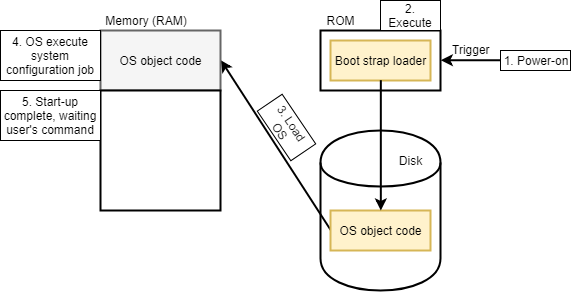 Memory (RAM)
4. OS execute
system
configuration job
OS object code
5. Start-up
complete, waiting
user's command
3. Load
OS
ROM
2.
Execute
Boot strap loader
Trigger
1. Power-on
Disk
OS object code